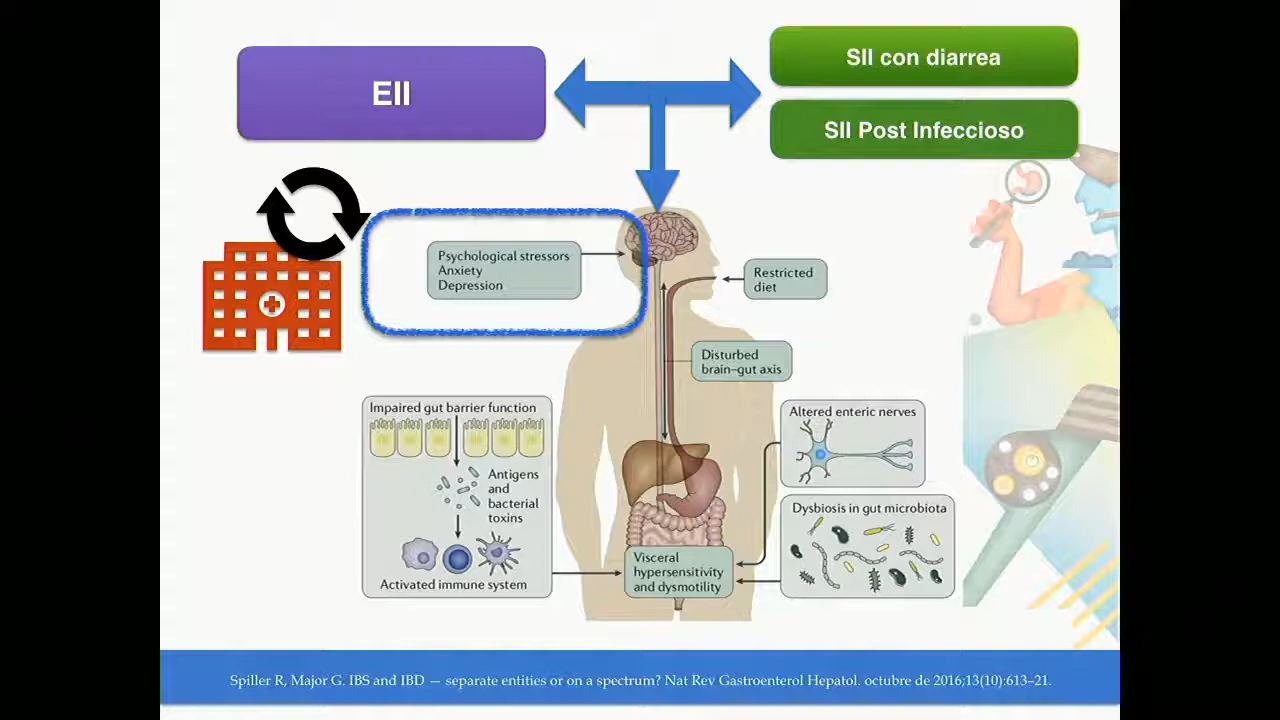 EII
SII con diarrea
SII Post Infeccioso
Psychological stressors
Anxiety
Depression
Restricted
diet
Disturbed
brain–gut axis
Impaired gut barrier function
Antigens
and
bacterial
toxins
Activated immune system
Altered enteric nerves
Dysbiosis in gut microbiota
Visceral
hypersensitivity
and dysmotility
Spiller R, Major G. IBS and IBD — separate entities or on a spectrum? Nat Rev Gastroenterol Hepatol. octubre de 2016;13(10):613–21.